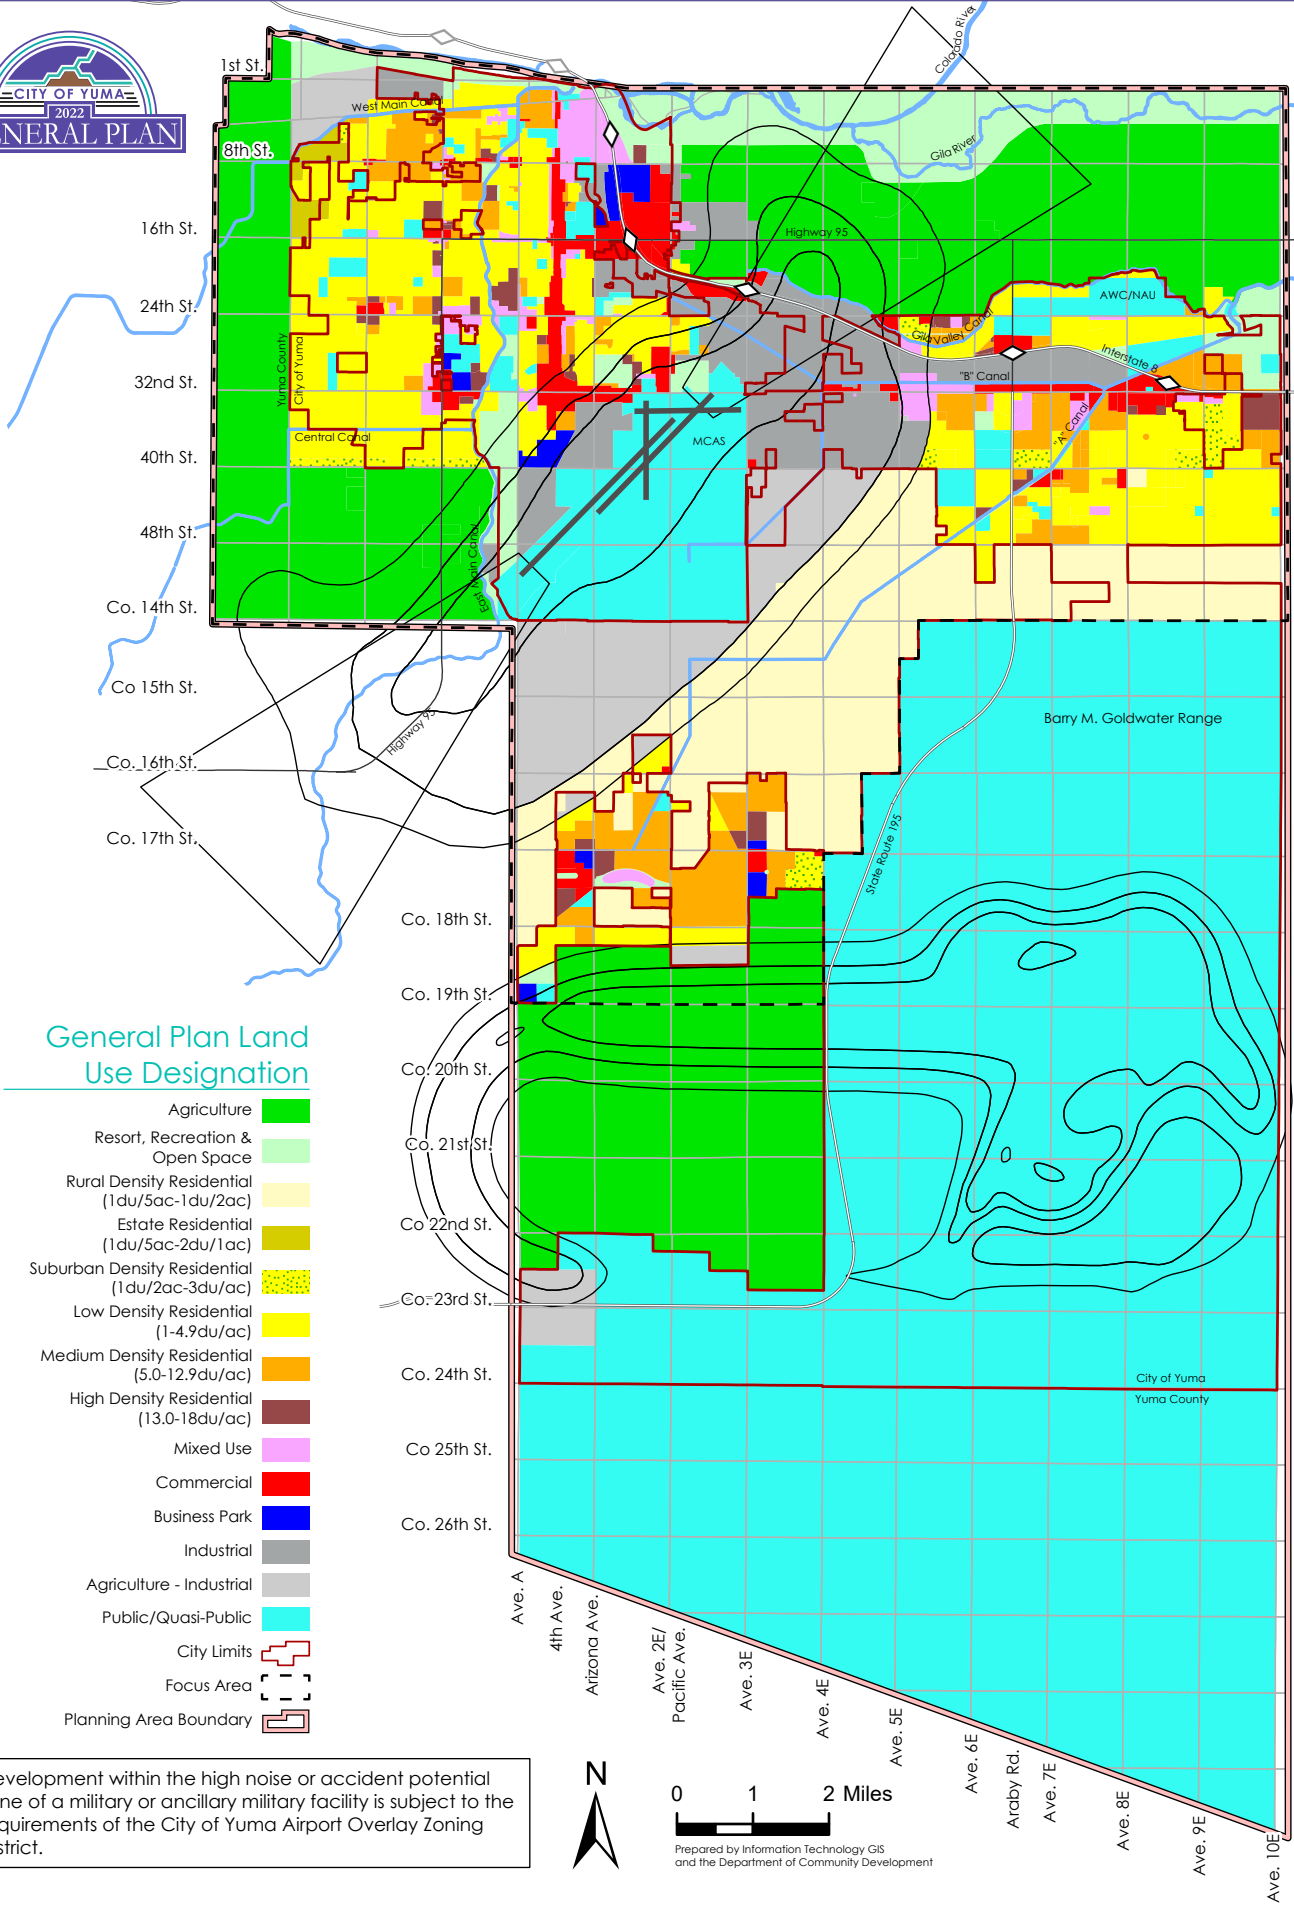 CITY OF YUMA
2022
NERAL PLAN
1st St.
8th St.
16th St.
24th St.
32nd St.
40th St.
48th St.
Co. 14th St.
Co 15th St.
Co. 16th St.
Co. 17th St.
Co. 18th St.
Co. 19th St.
Co. 20th St.
Co. 21st St.
Co 22nd St.
Co. 23rd St.
Co. 24th St.
Co 25th St.
Co. 26th St.
West Main Canal
Colorado River
Gila River
Highway 95
AWC/NAU
Gila Valley Canal
Interstate 8
"B" Canal
"A" Canal
Yuma County
City of Yuma
Central Canal
MCAS
East Main Canal
Highway 95
Barry M. Goldwater Range
State Route 195
City of Yuma
Yuma County
General Plan Land
Use Designation
Agriculture
Resort, Recreation &
Open Space
Rural Density Residential
(1du/5ac-1du/2ac)
Estate Residential
(1du/5ac-2du/1ac)
Suburban Density Residential
(1du/2ac-3du/ac)
Low Density Residential
(1-4.9du/ac)
Medium Density Residential
(5.0-12.9du/ac)
High Density Residential
(13.0-18du/ac)
Mixed Use
Commercial
Business Park
Industrial
Agriculture - Industrial
Public/Quasi-Public
City Limits
Focus Area
Planning Area Boundary
Ave. A
4th Ave.
Arizona Ave.
Ave. 2E/
Pacific Ave.
Ave. 3E
Ave. 4E
Ave. 5E
Ave. 6E
Araby Rd.
Ave. 7E
Ave. 8E
Ave. 9E
Ave. 10E
evelopment within the high noise or accident potential
ne of a military or ancillary military facility is subject to the
quirements of the City of Yuma Airport Overlay Zoning
strict.
N
0 1 2 Miles
Prepared by Information Technology GIS
and the Department of Community Development